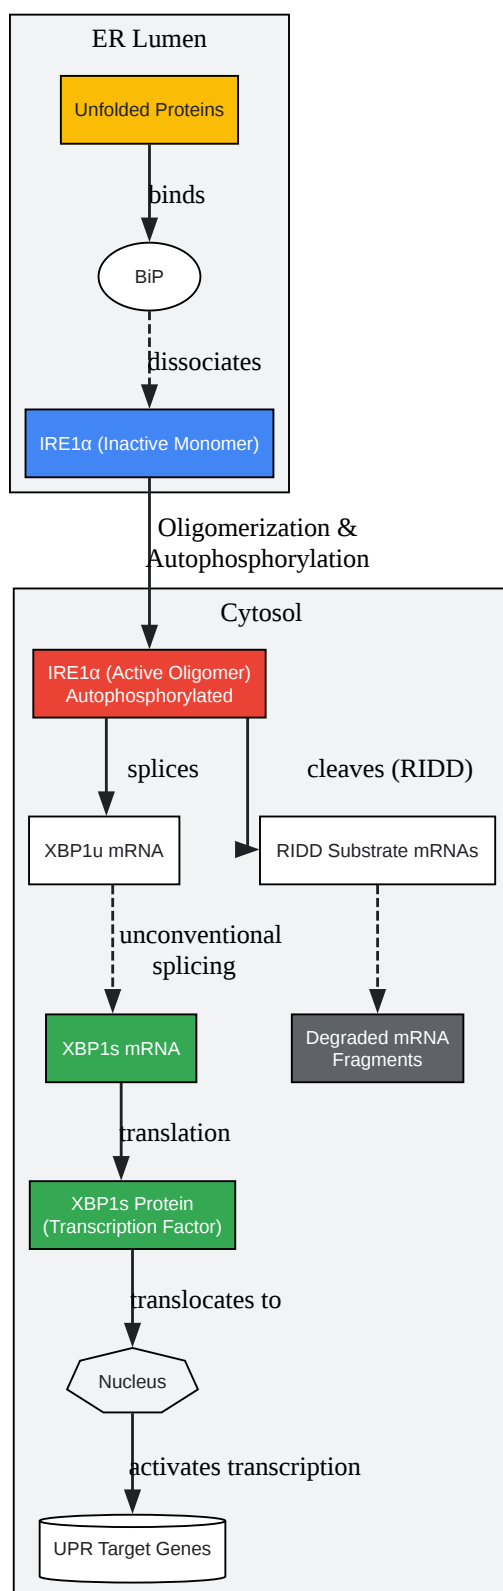 ER Lumen
Unfolded Proteins
binds
BiP
dissociates
IRE1α (Inactive Monomer)
Oligomerization &
Autophosphorylation
Cytosol
IRE1α (Active Oligomer)
Autophosphorylated
splices
cleaves (RIDD)
XBP1u mRNA
RIDD Substrate mRNAs
unconventional
splicing
XBP1s mRNA
Degraded mRNA
Fragments
translation
XBP1s Protein
(Transcription Factor)
translocates to
Nucleus
activates transcription
UPR Target Genes